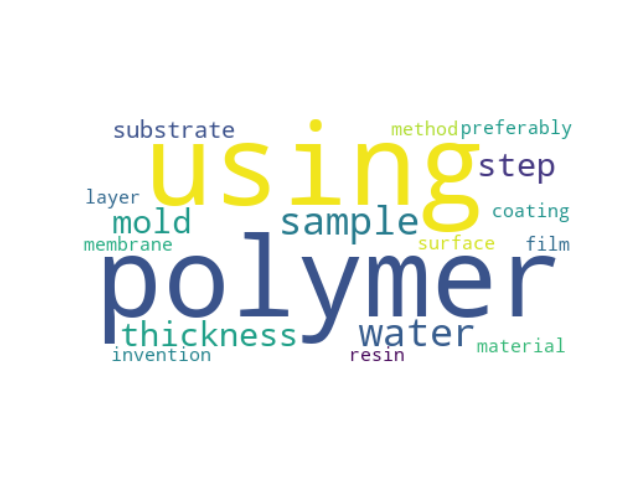 substrate
method preferably
using
step
layer
mold
sample
coating
membrane
surface
film
polymer
thickness
water
invention
resin
material